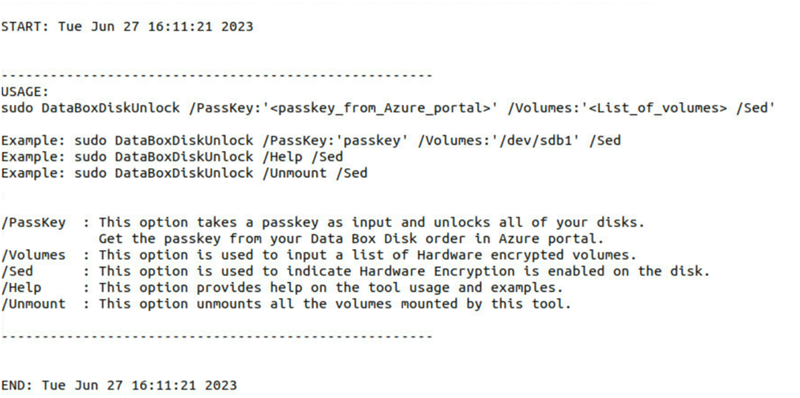 START: Tue Jun 27 16:11:21 2023
-----------------------------------------------------
USAGE:
sudo DataBoxDiskUnlock /PassKey:'<passkey_from_Azure_portal>' /Volumes:'<List_of_volumes> /Sed'
Example: sudo DataBoxDiskUnlock /PassKey:'passkey' /Volumes:'/dev/sdb1' /Sed
Example: sudo DataBoxDiskUnlock /Help /Sed
Example: sudo DataBoxDiskUnlock /Unmount /Sed
/PassKey  : This option takes a passkey as input and unlocks all of your disks.
            Get the passkey from your Data Box Disk order in Azure portal.
/Volumes  : This option is used to input a list of Hardware encrypted volumes.
/Sed      : This option is used to indicate Hardware Encryption is enabled on the disk.
/Help     : This option provides help on the tool usage and examples.
/Unmount  : This option unmounts all the volumes mounted by this tool.
-----------------------------------------------------
END: Tue Jun 27 16:11:21 2023